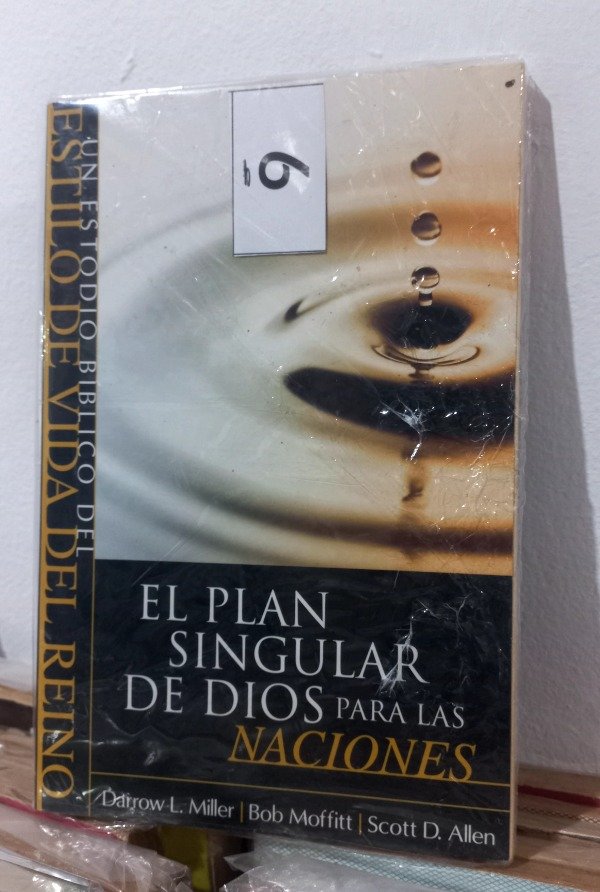 UN ESTODIO BÍBLICO DEL
ESTILO DE VIDA DEL REINO
6
EL PLAN
SINGULAR
DE DIOS PARA LAS
NACIONES
Darrow L. Miller | Bob Moffitt | Scott D. Allen